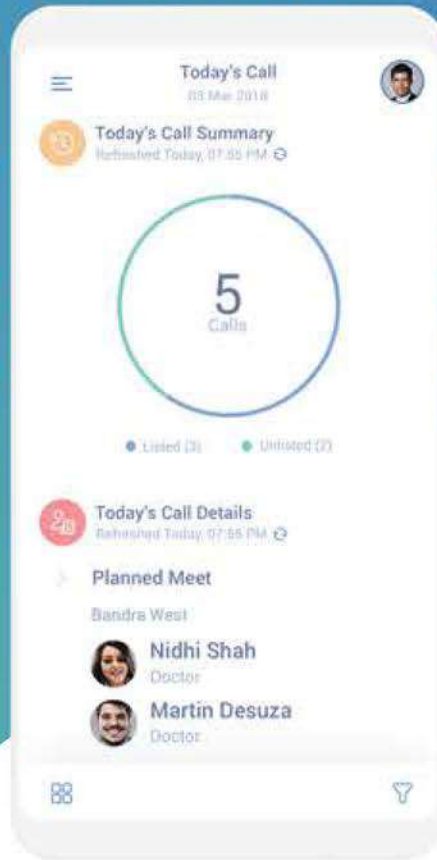 Today's Call
03 Mar 2018
Today's Call Summary
Refreshed Today, 07:55 PM
5
Calls
Listed (3)
Unlisted (2)
Today's Call Details
Refreshed Today, 07:55 PM
Planned Meet
Bandra West
Nidhi Shah
Doctor
Martin Desuza
Doctor